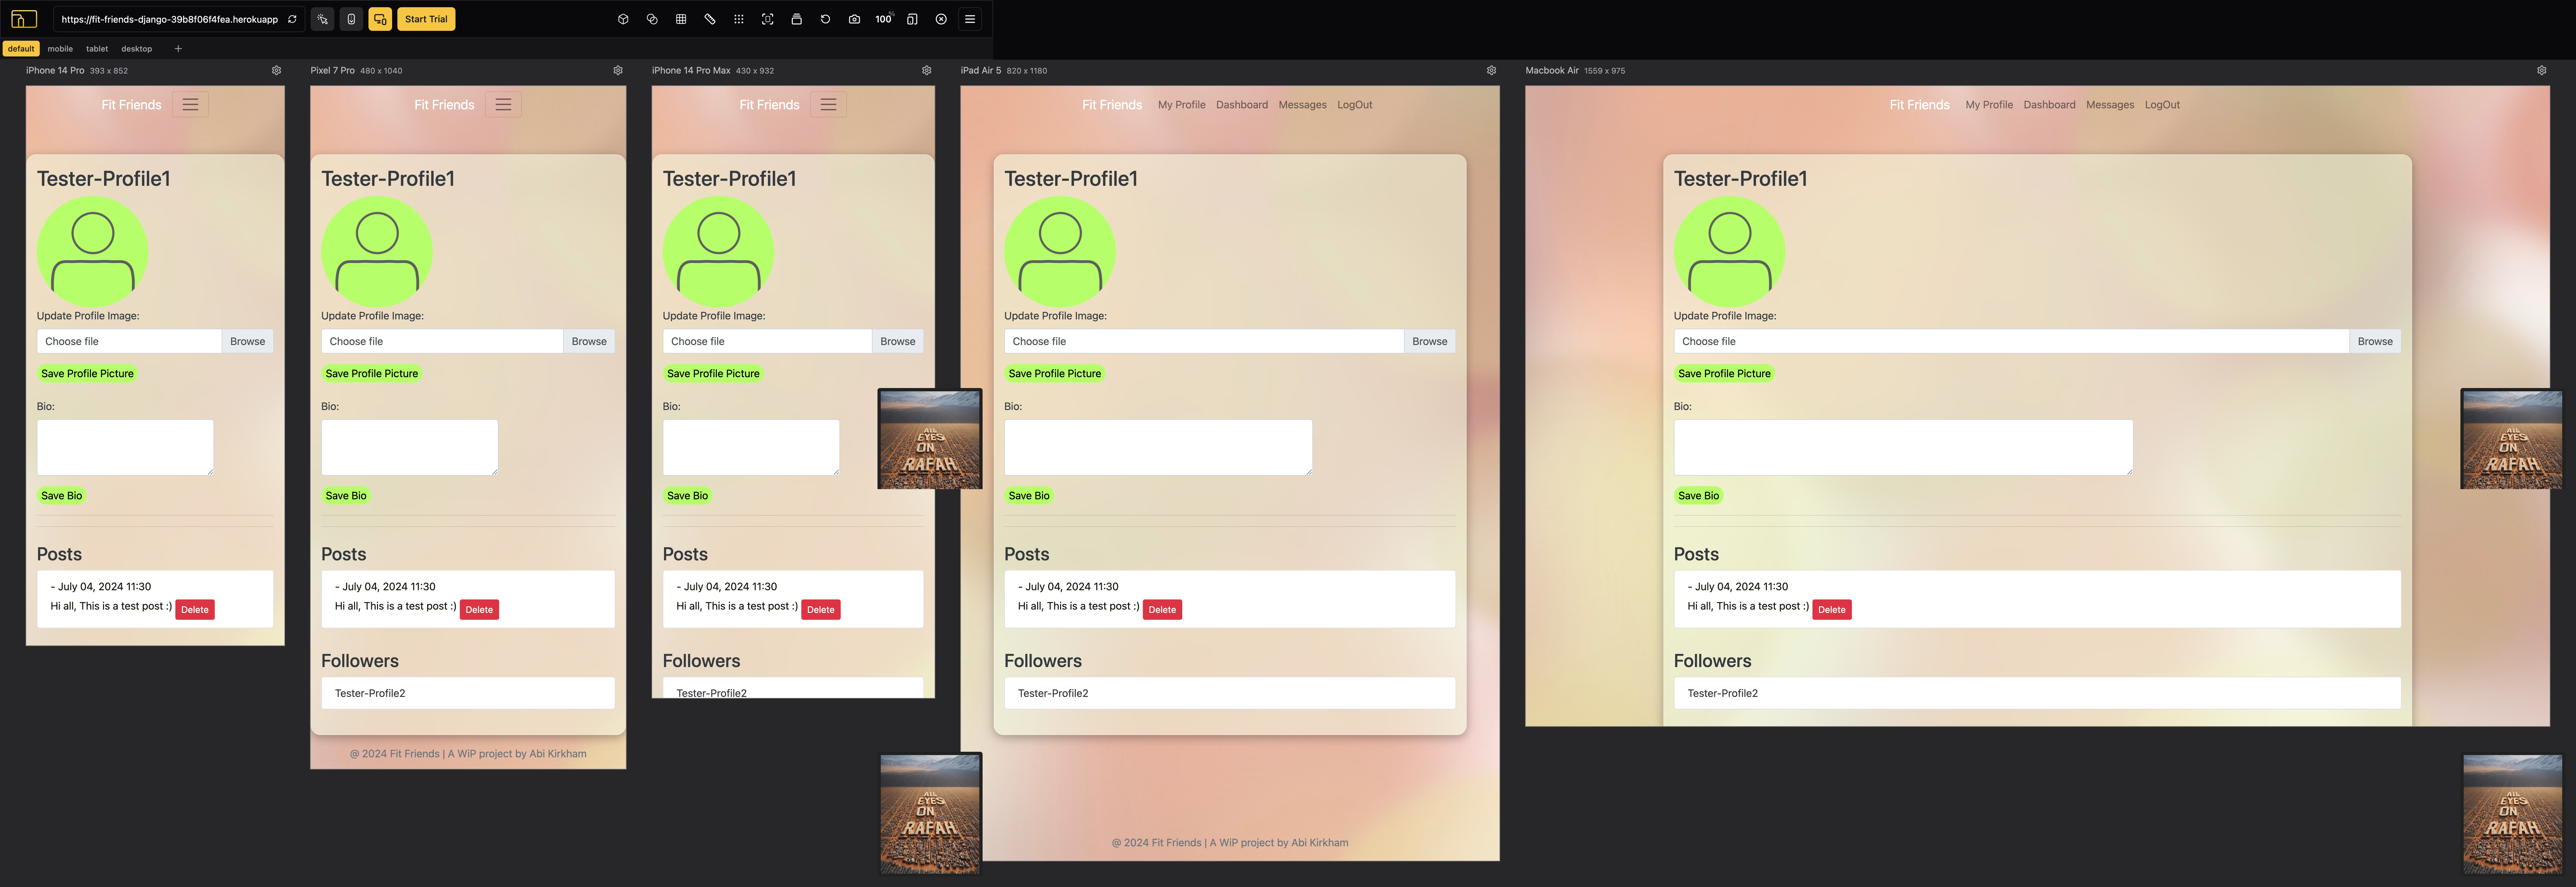 https://fit-friends-django-39b8f06f4fea.herokuapp
Start Trial
100%
default mobile tablet desktop +
iPhone 14 Pro 393 x 852
Fit Friends
Tester-Profile1
Update Profile Image:
Choose file Browse
Save Profile Picture
Bio:
Save Bio
Posts
- July 04, 2024 11:30
Hi all, This is a test post :) Delete
Pixel 7 Pro 480 x 1040
Fit Friends
Tester-Profile1
Update Profile Image:
Choose file Browse
Save Profile Picture
Bio:
Save Bio
Posts
- July 04, 2024 11:30
Hi all, This is a test post :) Delete
Followers
Tester-Profile2
@ 2024 Fit Friends | A WiP project by Abi Kirkham
iPhone 14 Pro Max 430 x 932
Fit Friends
Tester-Profile1
Update Profile Image:
Choose file Browse
Save Profile Picture
Bio:
Save Bio
Posts
- July 04, 2024 11:30
Hi all, This is a test post :) Delete
Followers
Tester-Profile2
ALL
EYES
ON
RAFAH
ALL
EYES
ON
RAFAH
iPad Air 5 820 x 1180
Fit Friends My Profile Dashboard Messages LogOut
Tester-Profile1
Update Profile Image:
Choose file Browse
Save Profile Picture
Bio:
Save Bio
Posts
- July 04, 2024 11:30
Hi all, This is a test post :) Delete
Followers
Tester-Profile2
@ 2024 Fit Friends | A WiP project by Abi Kirkham
Macbook Air 1559 x 975
Fit Friends My Profile Dashboard Messages LogOut
Tester-Profile1
Update Profile Image:
Choose file Browse
Save Profile Picture
Bio:
Save Bio
Posts
- July 04, 2024 11:30
Hi all, This is a test post :) Delete
Followers
Tester-Profile2
ALL
EYES
ON
RAFAH
ALL
EYES
ON
RAFAH